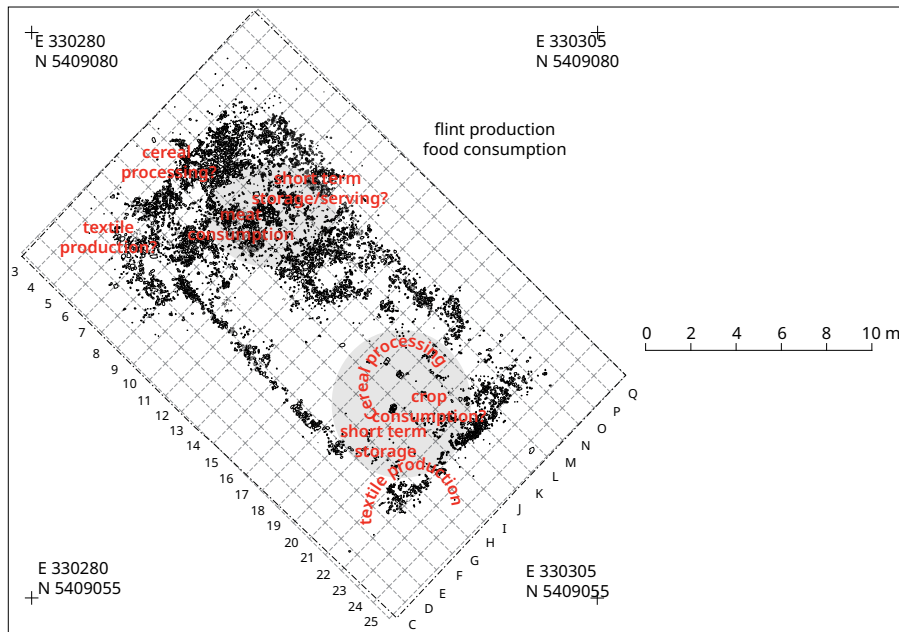 E 330280
N 5409080
E 330305
N 5409080
flint production
food consumption
cereal
processing?
short term
storage/serving?
meat
consumption
textile
production?
3
4
5
6
7
8
9
10
11
12
13
14
15
16
17
18
19
20
21
22
23
24
25
0 2 4 6 8 10 m
cereal processing
crop
consumption?
short term
storage
textile production
Q
P
O
N
M
L
K
J
I
H
G
F
E
D
C
E 330280
N 5409055
E 330305
N 5409055